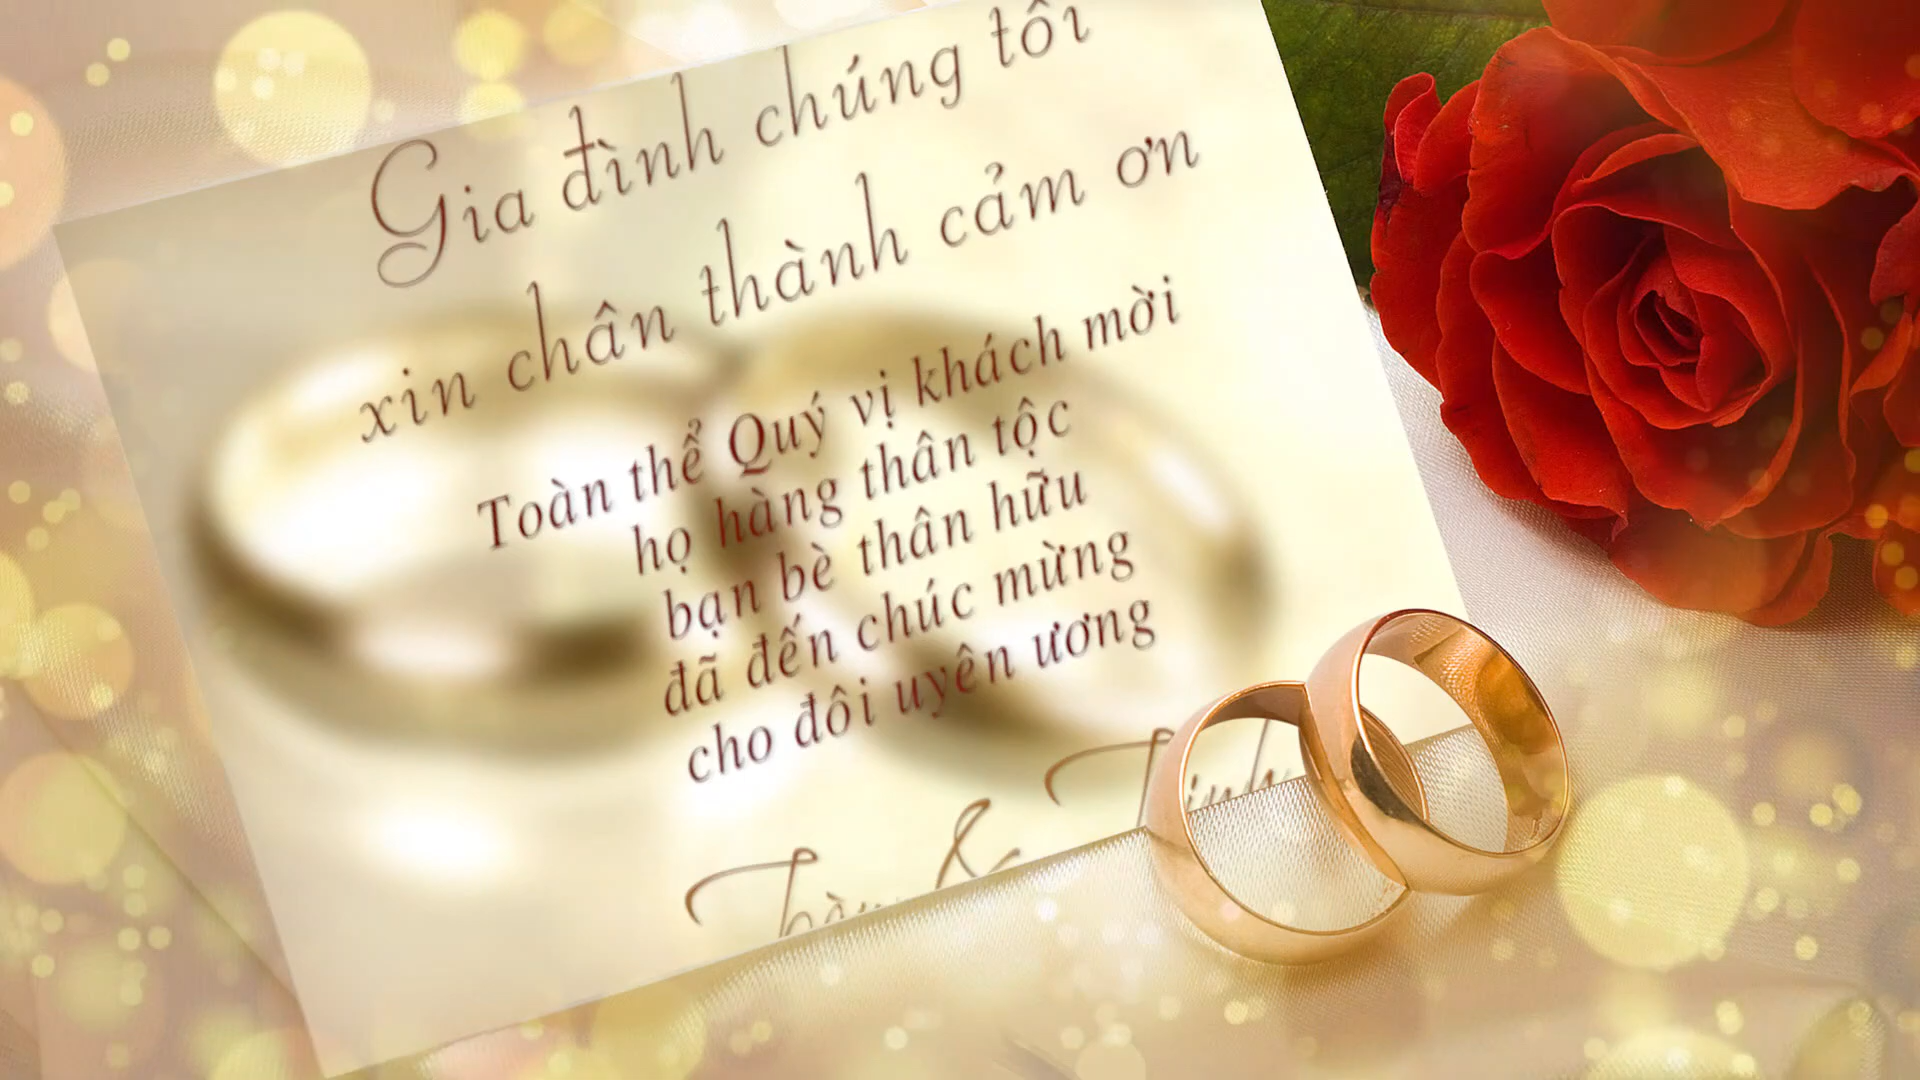 Gia đình chúng tôi
xin chân thành cảm ơn
Toàn thể Quý vị khách mời
họ hàng thân tộc
bạn bè thân hữu
đã đến chúc mừng
cho đôi uyên ương
&